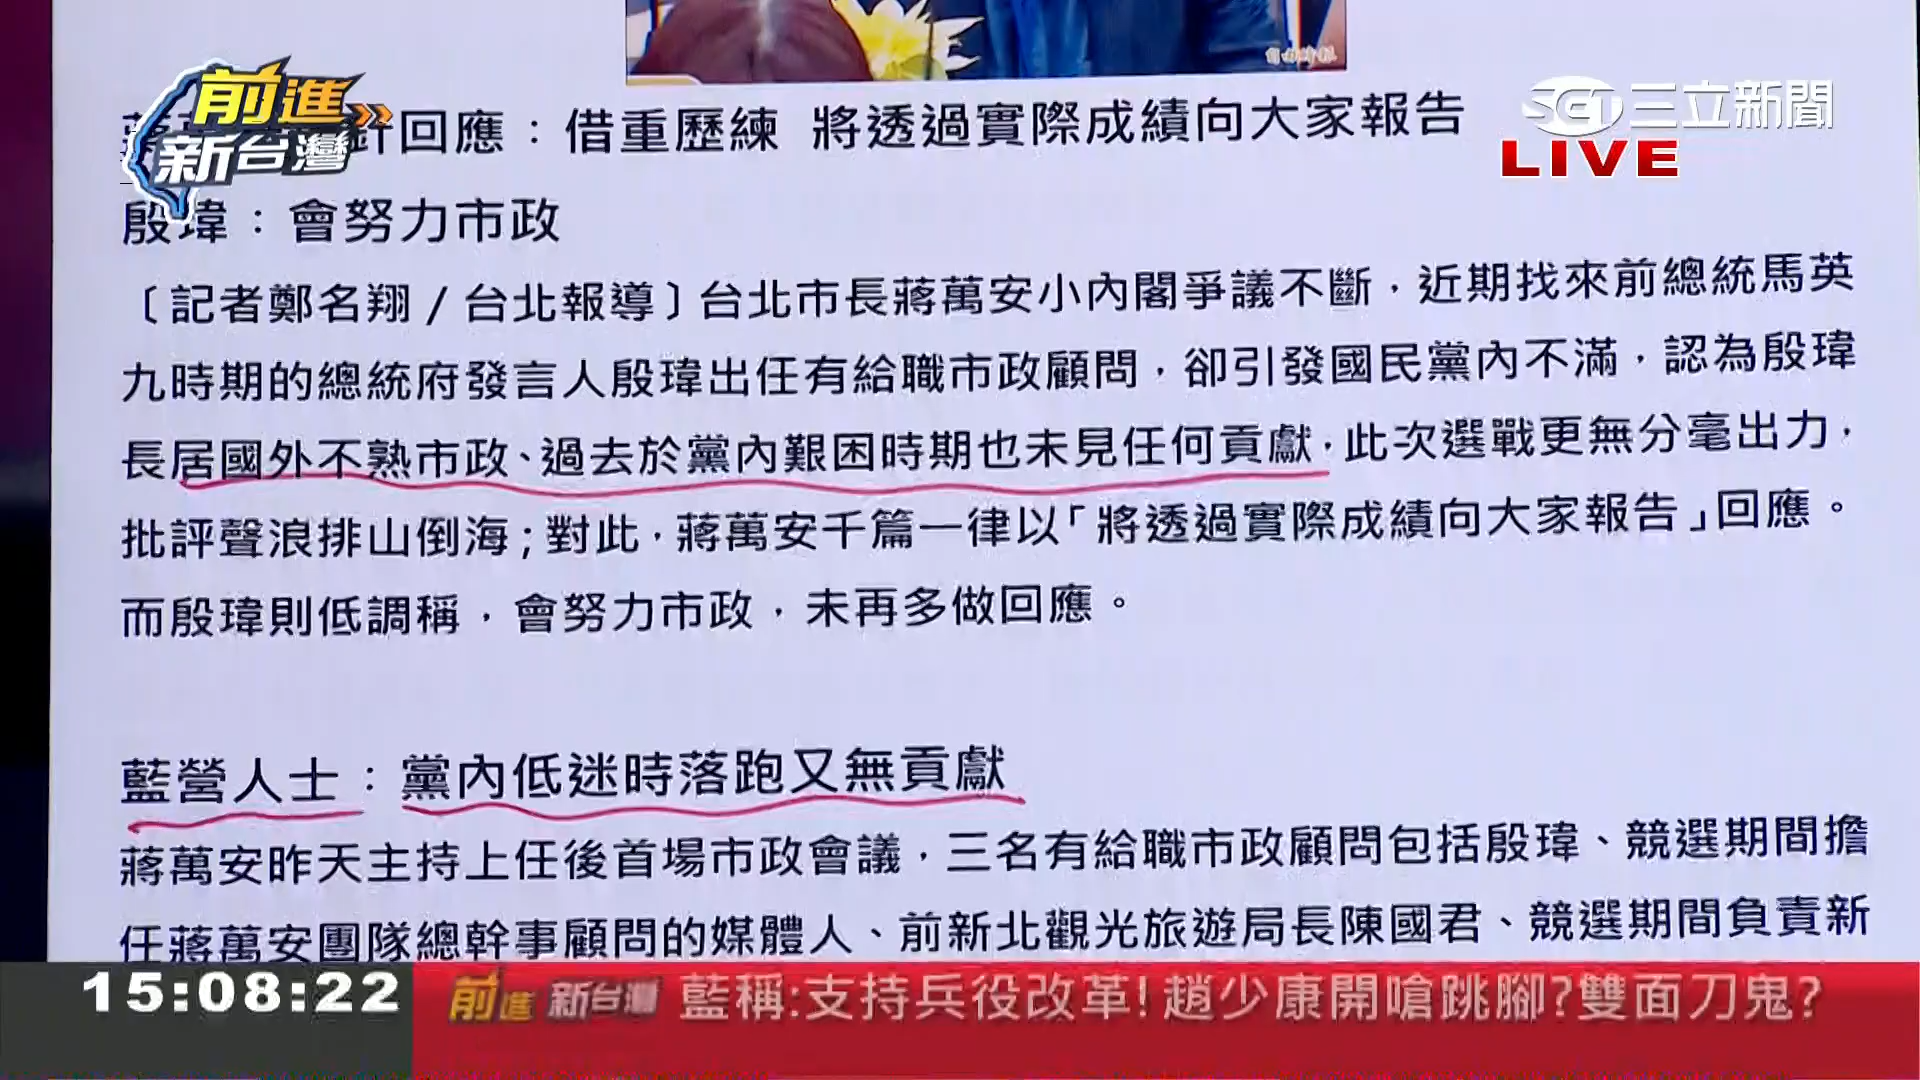 自由時報
前進
新台灣
SET三立新聞
LIVE
回應：借重歷練 將透過實際成績向大家報告
殷瑋：會努力市政
〔記者鄭名翔／台北報導〕台北市長蔣萬安小內閣爭議不斷，近期找來前總統馬英
九時期的總統府發言人殷瑋出任有給職市政顧問，卻引發國民黨內不滿，認為殷瑋
長居國外不熟市政、過去於黨內艱困時期也未見任何貢獻，此次選戰更無分毫出力，
批評聲浪排山倒海；對此，蔣萬安千篇一律以「將透過實際成績向大家報告」回應。
而殷瑋則低調稱，會努力市政，未再多做回應。
藍營人士：黨內低迷時落跑又無貢獻
蔣萬安昨天主持上任後首場市政會議，三名有給職市政顧問包括殷瑋、競選期間擔
任蔣萬安團隊總幹事顧問的媒體人、前新北觀光旅遊局長陳國君、競選期間負責新
15:08:22
前進 新台灣 藍稱:支持兵役改革!趙少康開嗆跳腳?雙面刀鬼?